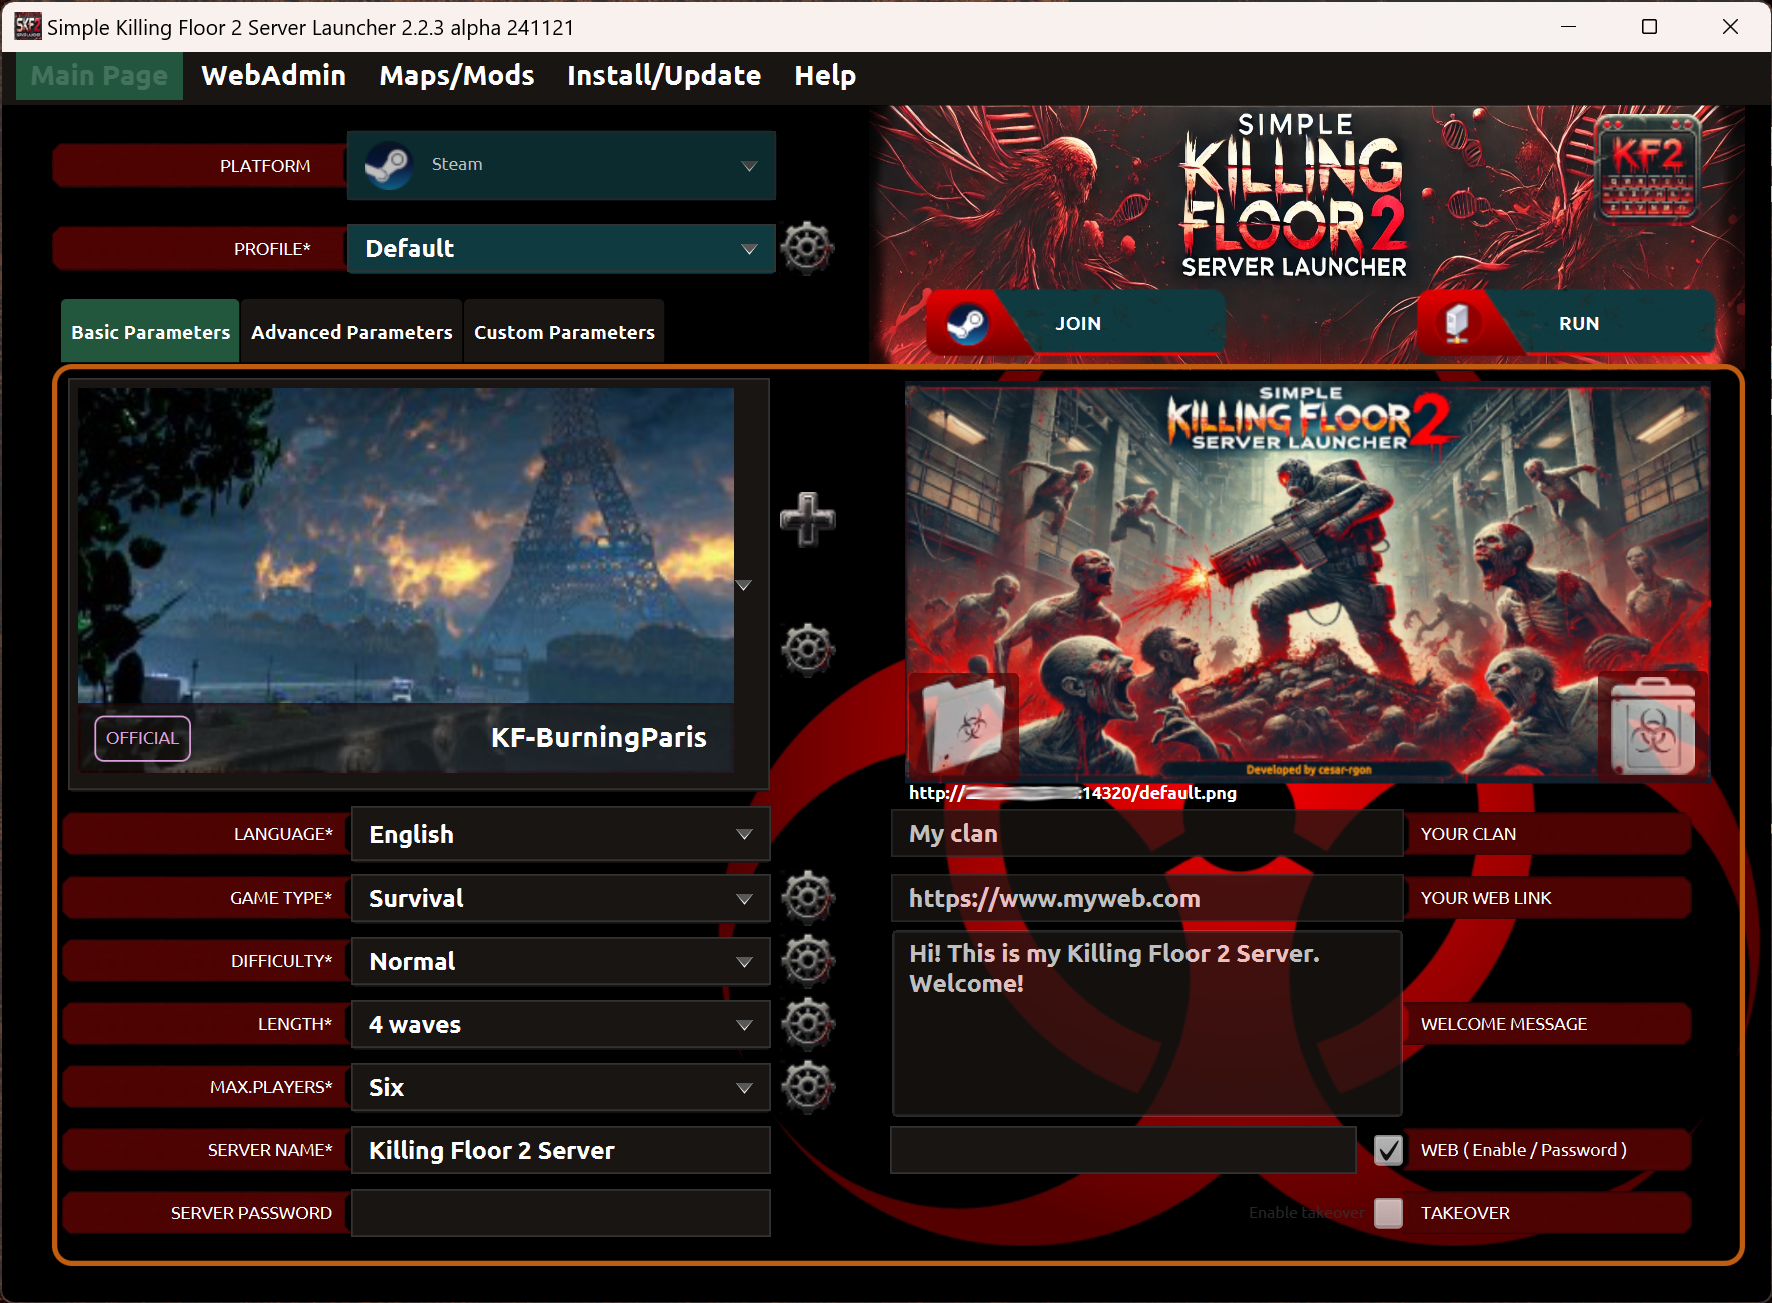 Simple Killing Floor 2 Server Launcher 2.2.3 alpha 241121
Main Page WebAdmin Maps/Mods Install/Update Help
PLATFORM Steam
PROFILE* Default
SIMPLE
KILLING
FLOOR 2
SERVER LAUNCHER
KF2
JOIN RUN
Basic Parameters Advanced Parameters Custom Parameters
OFFICIAL KF-BurningParis
SIMPLE
KILLING FLOOR 2
SERVER LAUNCHER
Developed by cesar-rgon
http:// :14320/default.png
LANGUAGE* English
GAME TYPE* Survival
DIFFICULTY* Normal
LENGTH* 4 waves
MAX.PLAYERS* Six
SERVER NAME* Killing Floor 2 Server
SERVER PASSWORD
My clan YOUR CLAN
https://www.myweb.com YOUR WEB LINK
Hi! This is my Killing Floor 2 Server.
Welcome!
WELCOME MESSAGE
WEB ( Enable / Password )
Enable takeover TAKEOVER